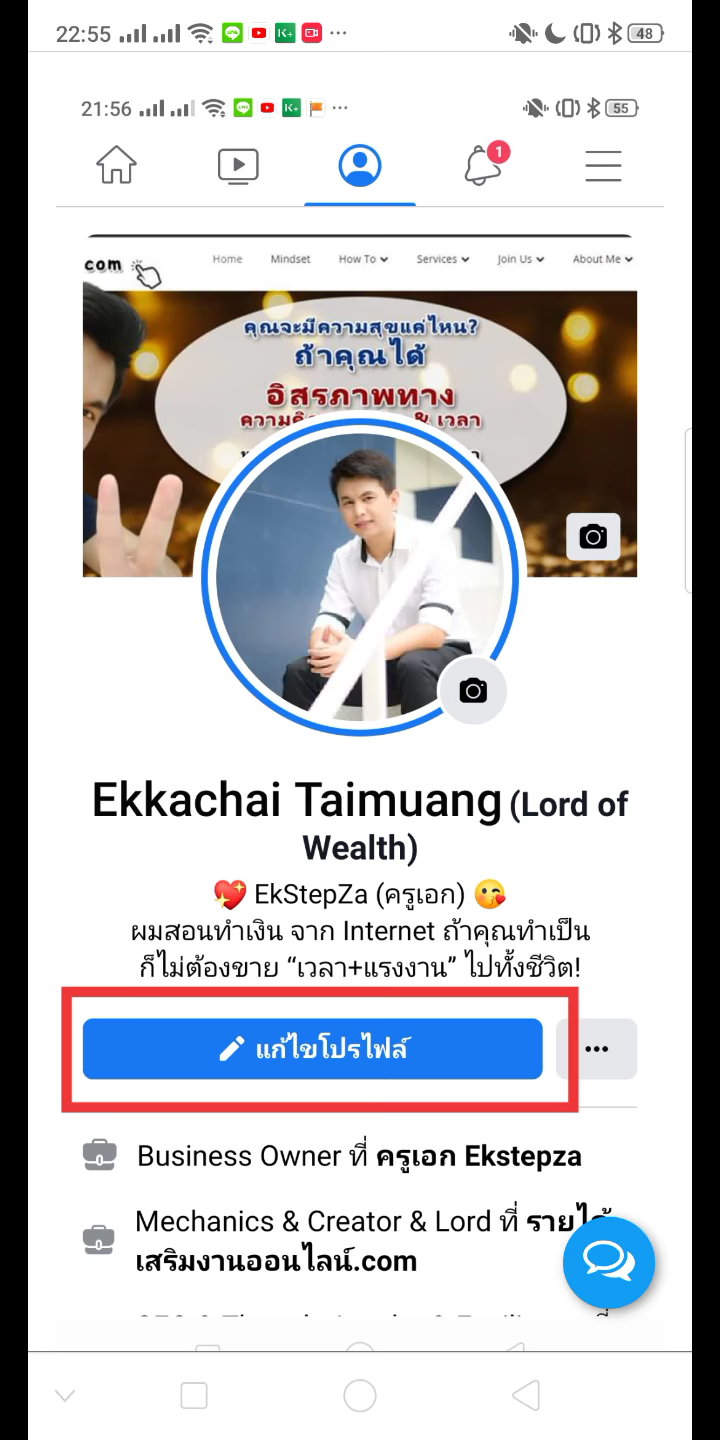 22:55
48
21:56
55
1
com
Home Mindset How To Services Join Us About Me
คุณจะมีความสุขแค่ไหน?
ถ้าคุณได้
อิสรภาพทาง
& เวลา
Ekkachai Taimuang (Lord of
Wealth)
EkStepZa (ครูเอก)
ผมสอนทำเงิน จาก Internet ถ้าคุณทำเป็น
ก็ไม่ต้องขาย “เวลา+แรงงาน” ไปทั้งชีวิต!
แก้ไขโปรไฟล์
Business Owner ที่ ครูเอก Ekstepza
Mechanics & Creator & Lord ที่ รายได้
เสริมงานออนไลน์.com